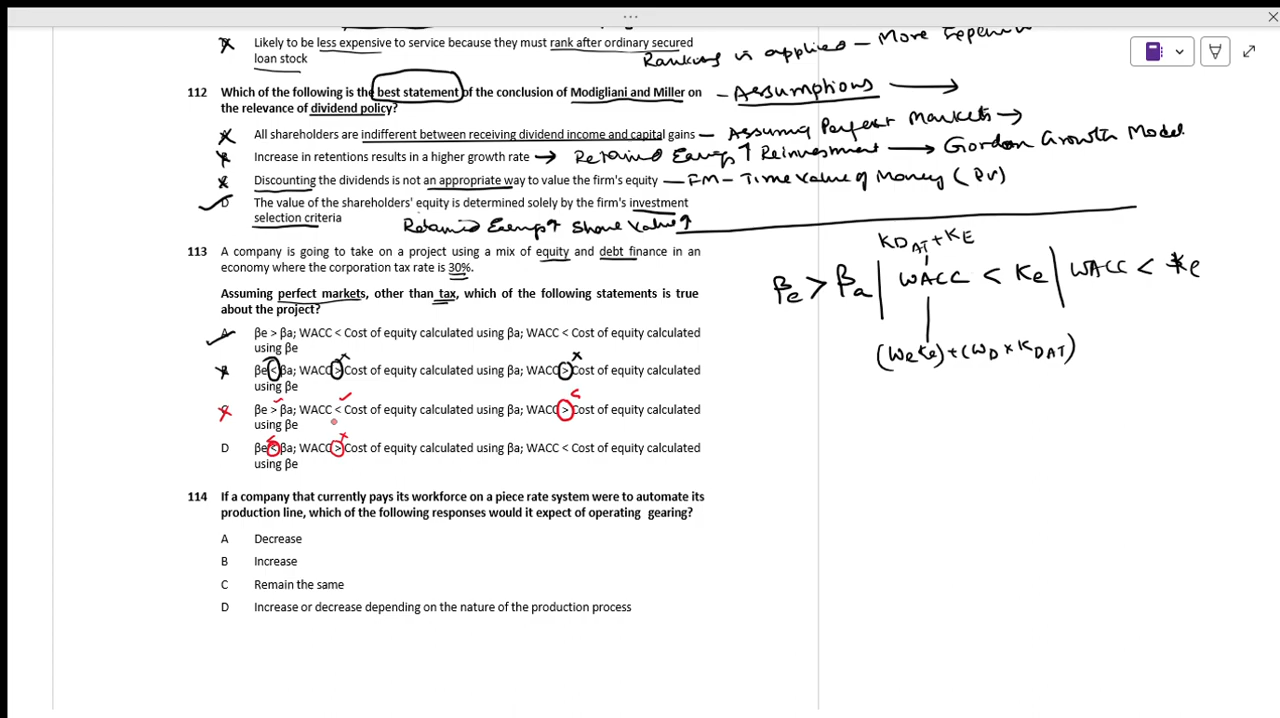 Likely to be less expensive to service because they must rank after ordinary secured
loan stock
Ranking is applied – More Expensiv
112 Which of the following is the best statement of the conclusion of Modigliani and Miller on
the relevance of dividend policy?
– Assumptions
All shareholders are indifferent between receiving dividend income and capital gains
– Assuming Perfect Markets
Increase in retentions results in a higher growth rate
Retained Earnings ↑ Reinvestment → Gordon Growth Model
Discounting the dividends is not an appropriate way to value the firm's equity
– FM – Time Value of Money (PV)
D The value of the shareholders' equity is determined solely by the firm's investment
selection criteria
Share Value ↑
113 A company is going to take on a project using a mix of equity and debt finance in an
economy where the corporation tax rate is 30%.
Assuming perfect markets, other than tax, which of the following statements is true
about the project?
A βe > βa; WACC < Cost of equity calculated using βa; WACC < Cost of equity calculated
using βe
βe < βa; WACC > Cost of equity calculated using βa; WACC > Cost of equity calculated
using βe
βe > βa; WACC < Cost of equity calculated using βa; WACC > Cost of equity calculated
using βe
D βe < βa; WACC > Cost of equity calculated using βa; WACC < Cost of equity calculated
using βe
KD AT + KE
βe > βa | WACC < Ke | WACC < Ke
(WeKe) + (WD × KDAT)
114 If a company that currently pays its workforce on a piece rate system were to automate its
production line, which of the following responses would it expect of operating gearing?
A Decrease
B Increase
C Remain the same
D Increase or decrease depending on the nature of the production process